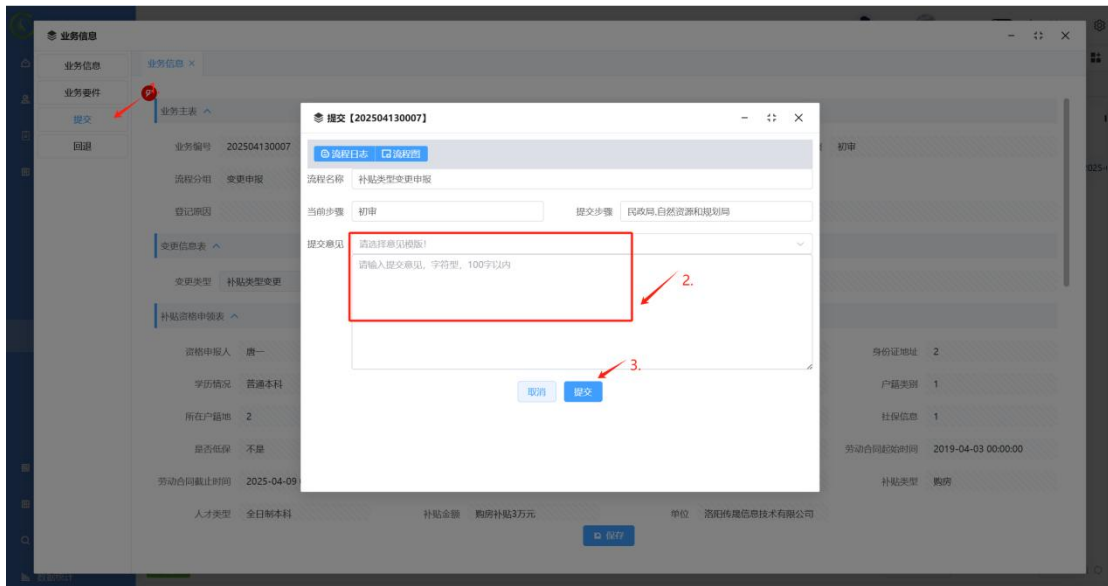 业务信息
业务信息
业务要件
提交
回退
业务信息 ×
业务主表
业务编号 202504130007
初审
流程分组 变更申报
登记原因
变更信息表
变更类型 补贴类型变更
补贴资格申领表
资格申报人 唐一
身份证地址 2
学历情况 普通本科
户籍类别 1
所在户籍地 2
社保信息 1
是否低保 不是
劳动合同起始时间 2019-04-03 00:00:00
劳动合同截止时间 2025-04-09
补贴类型 购房
人才类型 全日制本科
补贴金额 购房补贴3万元
单位 洛阳传晟信息技术有限公司
保存
提交【202504130007】
流程日志 流程图
流程名称 补贴类型变更申报
当前步骤 初审
提交步骤 民政局,自然资源和规划局
提交意见 请选择意见模版!
请输入提交意见, 字符型, 100字以内
2.
3.
取消 提交
数据统计